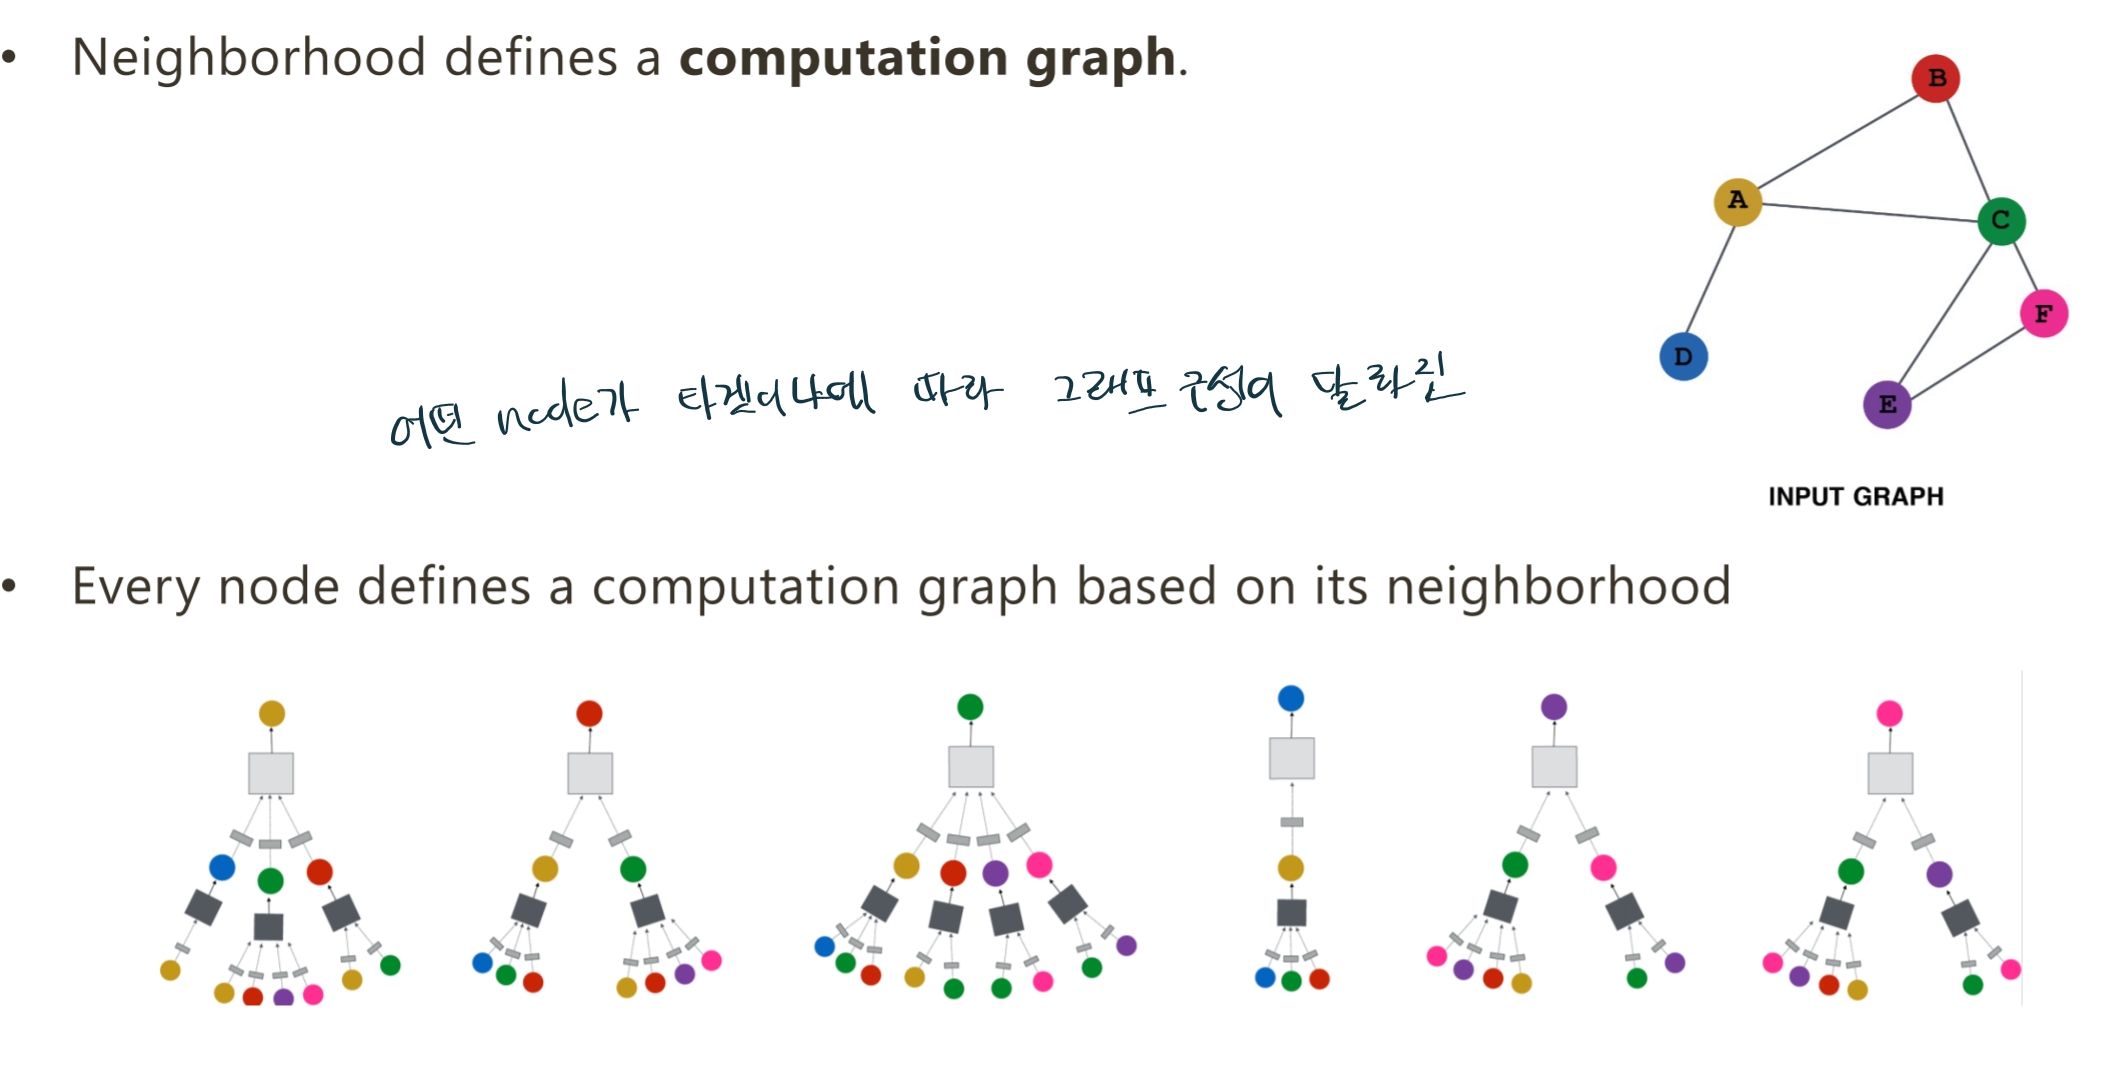 • Neighborhood defines a computation graph.
B
A
C
F
D
E
어떤 node가 타겟이냐에 따라 그래프 구성이 달라짐
INPUT GRAPH
• Every node defines a computation graph based on its neighborhood